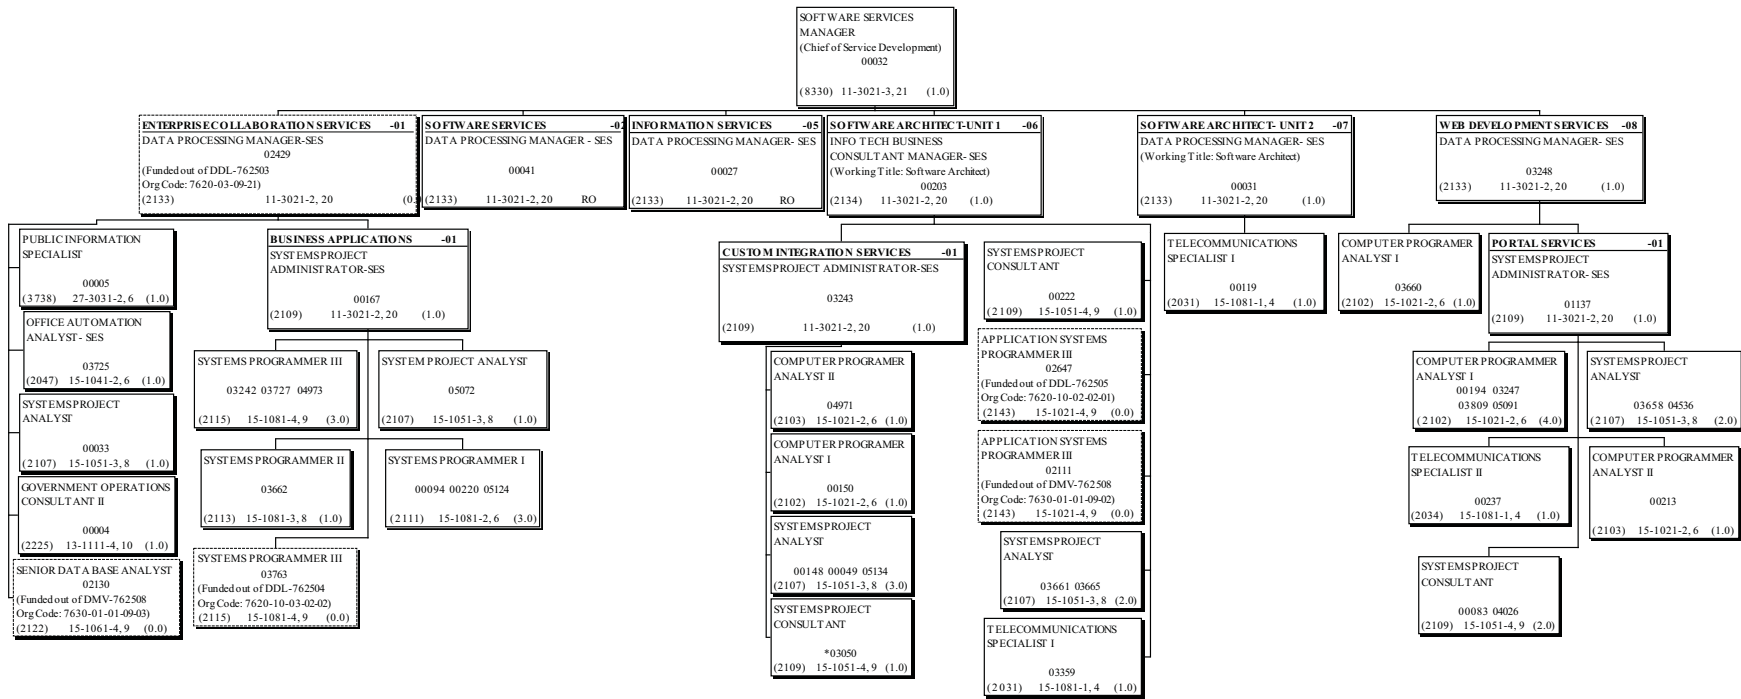 SOFTWARE SERVICES
MANAGER
(Chief of Service Development)
00032
(8330) 11-3021-3, 21 (1.0)
ENTERPRISE COLLABORATION SERVICES -01
DATA PROCESSING MANAGER-SES
02429
(Funded out of DDL-762503
Org Code: 7620-03-09-21)
(2133) 11-3021-2, 20 (0.
SOFTWARE SERVICES
DATA PROCESSING MANAGER - SES
00041
(2133) 11-3021-2, 20 RO
INFORMATION SERVICES -05
DATA PROCESSING MANAGER- SES
00027
(2133) 11-3021-2, 20 RO
SOFTWARE ARCHITECT-UNIT 1 -06
INFO TECH BUSINESS
CONSULTANT MANAGER- SES
(Working Title: Software Architect)
00203
(2134) 11-3021-2, 20 (1.0)
SOFTWARE ARCHITECT- UNIT 2 -07
DATA PROCESSING MANAGER- SES
(Working Title: Software Architect)
00031
(2133) 11-3021-2, 20 (1.0)
WEB DEVELOPMENT SERVICES -08
DATA PROCESSING MANAGER- SES
03248
(2133) 11-3021-2, 20 (1.0)
PUBLIC INFORMATION
SPECIALIST
00005
(3738) 27-3031-2, 6 (1.0)
OFFICE AUTOMATION
ANALYST - SES
03725
(2047) 15-1041-2, 6 (1.0)
SYSTEMS PROJECT
ANALYST
00033
(2107) 15-1051-3, 8 (1.0)
GOVERNMENT OPERATIONS
CONSULTANT II
00004
(2225) 13-1111-4, 10 (1.0)
SENIOR DATA BASE ANALYST
02130
(Funded out of DMV-762508
Org Code: 7630-01-01-09-03)
(2122) 15-1061-4, 9 (0.0)
BUSINESS APPLICATIONS -01
SYSTEMS PROJECT
ADMINISTRATOR-SES
00167
(2109) 11-3021-2, 20 (1.0)
SYSTEMS PROGRAMMER III
03242 03727 04973
(2115) 15-1081-4, 9 (3.0)
SYSTEM PROJECT ANALYST
05072
(2107) 15-1051-3, 8 (1.0)
SYSTEMS PROGRAMMER II
03662
(2113) 15-1081-3, 8 (1.0)
SYSTEMS PROGRAMMER I
00094 00220 05124
(2111) 15-1081-2, 6 (3.0)
SYSTEMS PROGRAMMER III
03763
(Funded out of DDL-762504
Org Code: 7620-10-03-02-02)
(2115) 15-1081-4, 9 (0.0)
CUSTOM INTEGRATION SERVICES -01
SYSTEMS PROJECT ADMINISTRATOR-SES
03243
(2109) 11-3021-2, 20 (1.0)
COMPUTER PROGRAMER
ANALYST II
04971
(2103) 15-1021-2, 6 (1.0)
COMPUTER PROGRAMER
ANALYST I
00150
(2102) 15-1021-2, 6 (1.0)
SYSTEMS PROJECT
ANALYST
00148 00049 05134
(2107) 15-1051-3, 8 (3.0)
SYSTEMS PROJECT
CONSULTANT
*03050
(2109) 15-1051-4, 9 (1.0)
SYSTEMS PROJECT
CONSULTANT
00222
(2109) 15-1051-4, 9 (1.0)
APPLICATION SYSTEMS
PROGRAMMER III
02647
(Funded out of DDL-762505
Org Code: 7620-10-02-02-01)
(2143) 15-1021-4, 9 (0.0)
APPLICATION SYSTEMS
PROGRAMMER III
02111
(Funded out of DMV-762508
Org Code: 7630-01-01-09-02)
(2143) 15-1021-4, 9 (0.0)
SYSTEMS PROJECT
ANALYST
03661 03665
(2107) 15-1051-3, 8 (2.0)
TELECOMMUNICATIONS
SPECIALIST I
03359
(2031) 15-1081-1, 4 (1.0)
TELECOMMUNICATIONS
SPECIALIST I
00119
(2031) 15-1081-1, 4 (1.0)
COMPUTER PROGRAMER
ANALYST I
03660
(2102) 15-1021-2, 6 (1.0)
PORTAL SERVICES -01
SYSTEMS PROJECT
ADMINISTRATOR- SES
01137
(2109) 11-3021-2, 20 (1.0)
COMPUTER PROGRAMMER
ANALYST I
00194 03247
03809 05091
(2102) 15-1021-2, 6 (4.0)
SYSTEMS PROJECT
ANALYST
03658 04536
(2107) 15-1051-3, 8 (2.0)
TELECOMMUNICATIONS
SPECIALIST II
00237
(2034) 15-1081-1, 4 (1.0)
COMPUTER PROGRAMMER
ANALYST II
00213
(2103) 15-1021-2, 6 (1.0)
SYSTEMS PROJECT
CONSULTANT
00083 04026
(2109) 15-1051-4, 9 (2.0)